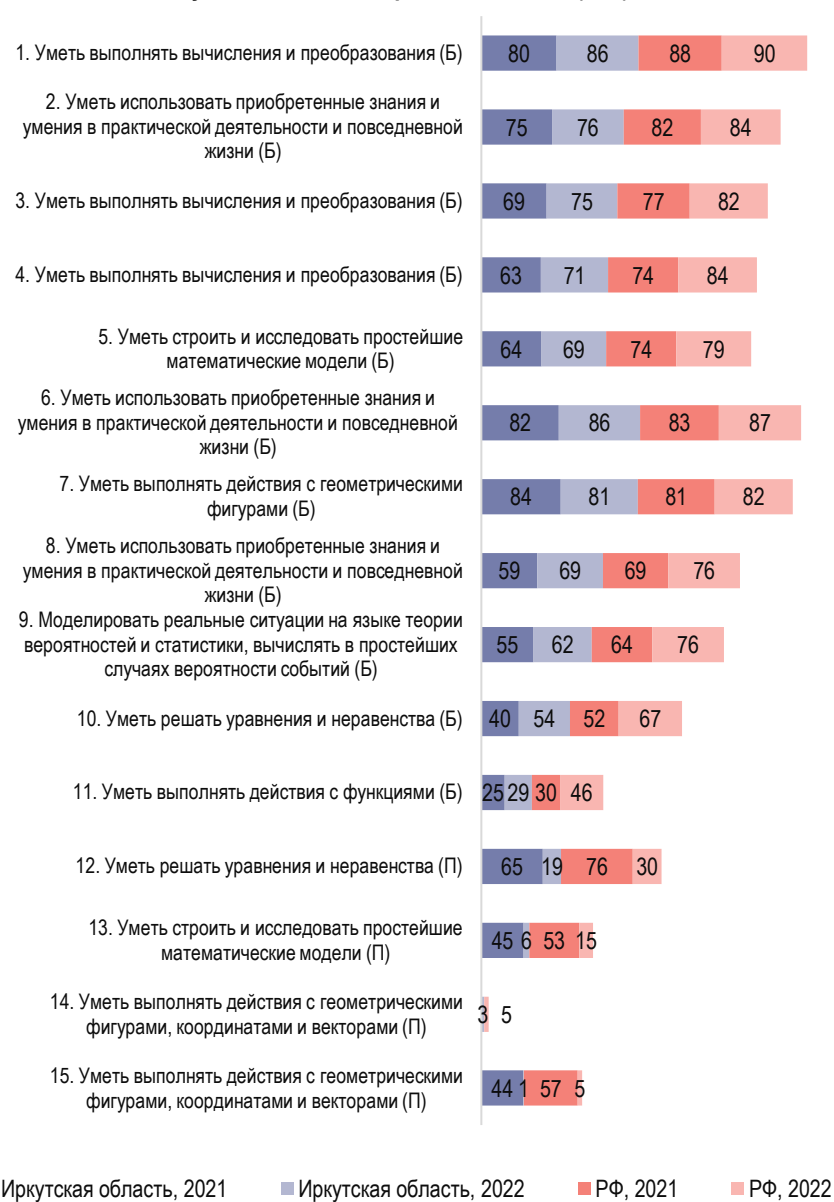 1. Уметь выполнять вычисления и преобразования (Б) 80 86 88 90
2. Уметь использовать приобретенные знания и
умения в практической деятельности и повседневной
жизни (Б)
75 76 82 84
3. Уметь выполнять вычисления и преобразования (Б) 69 75 77 82
4. Уметь выполнять вычисления и преобразования (Б) 63 71 74 84
5. Уметь строить и исследовать простейшие
математические модели (Б)
64 69 74 79
6. Уметь использовать приобретенные знания и
умения в практической деятельности и повседневной
жизни (Б)
82 86 83 87
7. Уметь выполнять действия с геометрическими
фигурами (Б)
84 81 81 82
8. Уметь использовать приобретенные знания и
умения в практической деятельности и повседневной
жизни (Б)
59 69 69 76
9. Моделировать реальные ситуации на языке теории
вероятностей и статистики, вычислять в простейших
случаях вероятности событий (Б)
55 62 64 76
10. Уметь решать уравнения и неравенства (Б) 40 54 52 67
11. Уметь выполнять действия с функциями (Б) 25 29 30 46
12. Уметь решать уравнения и неравенства (П) 65 19 76 30
13. Уметь строить и исследовать простейшие
математические модели (П)
45 6 53 15
14. Уметь выполнять действия с геометрическими
фигурами, координатами и векторами (П)
3 5
15. Уметь выполнять действия с геометрическими
фигурами, координатами и векторами (П)
44 1 57 5
Иркутская область, 2021 Иркутская область, 2022 РФ, 2021 РФ, 2022